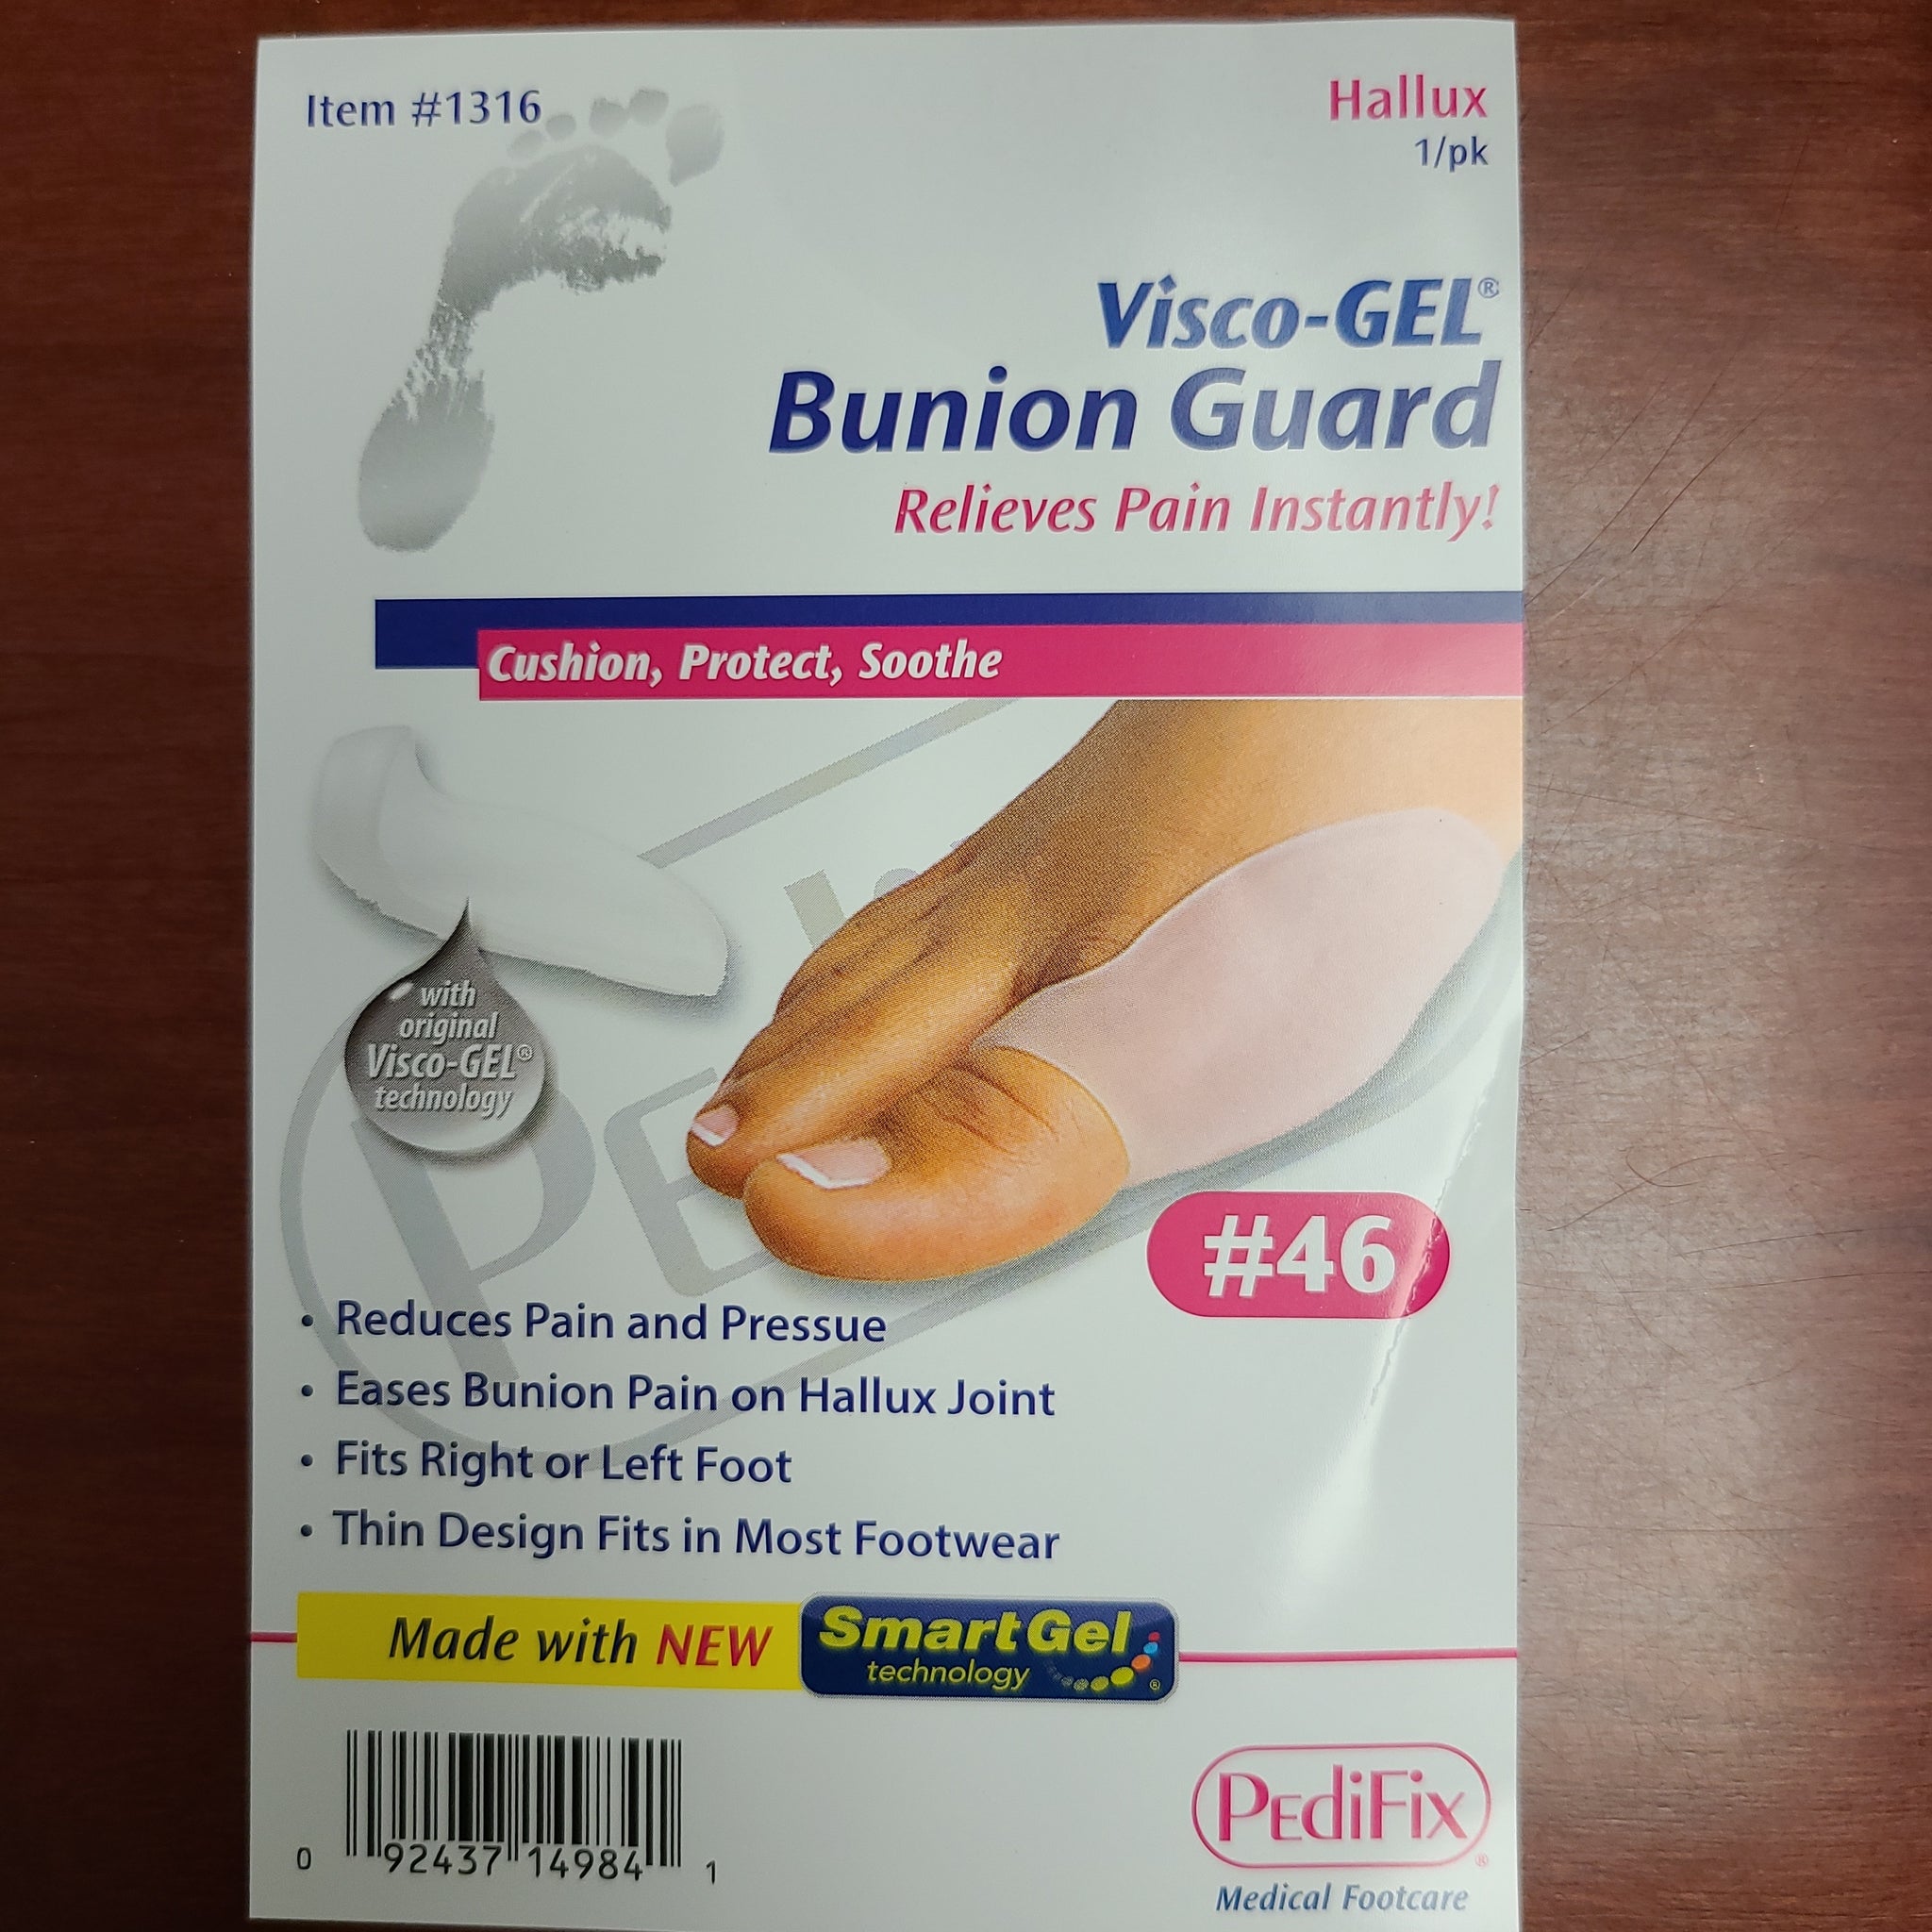 Item #1316
Hallux
1/pk
Visco-GEL®
Bunion Guard
Relieves Pain Instantly!
Cushion, Protect, Soothe
with
original
Visco-GEL®
technology
#46
• Reduces Pain and Pressue
• Eases Bunion Pain on Hallux Joint
• Fits Right or Left Foot
• Thin Design Fits in Most Footwear
Made with NEW SmartGel
technology ®
0 92437 14984 1
PediFix®
Medical Footcare